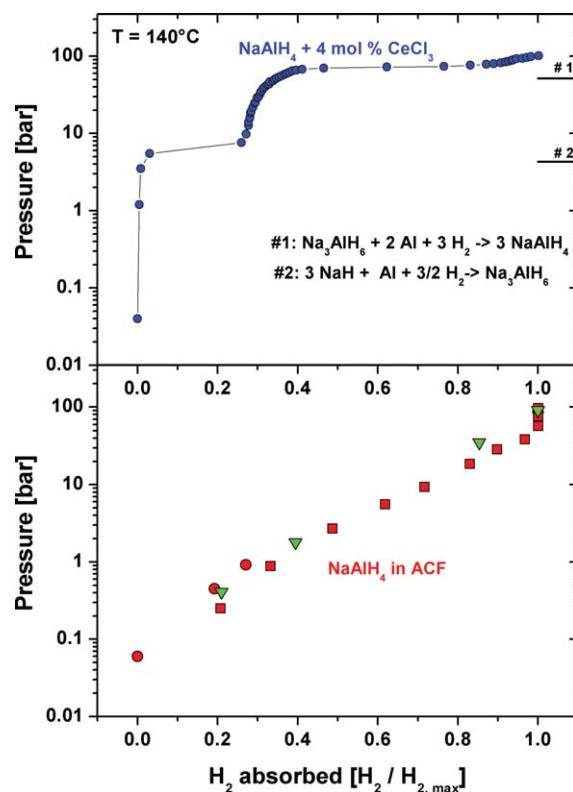 T = 140°C
NaAlH₄ + 4 mol % CeCl₃
100
10
1
0.1
0.01
Pressure [bar]
# 1
# 2
#1: Na₃AlH₆ + 2 Al + 3 H₂ -> 3 NaAlH₄
#2: 3 NaH + Al + 3/2 H₂-> Na₃AlH₆
0.0 0.2 0.4 0.6 0.8 1.0
100
10
1
0.1
0.01
Pressure [bar]
NaAlH₄ in ACF
0.0 0.2 0.4 0.6 0.8 1.0
H₂ absorbed [H₂ / H₂, max]